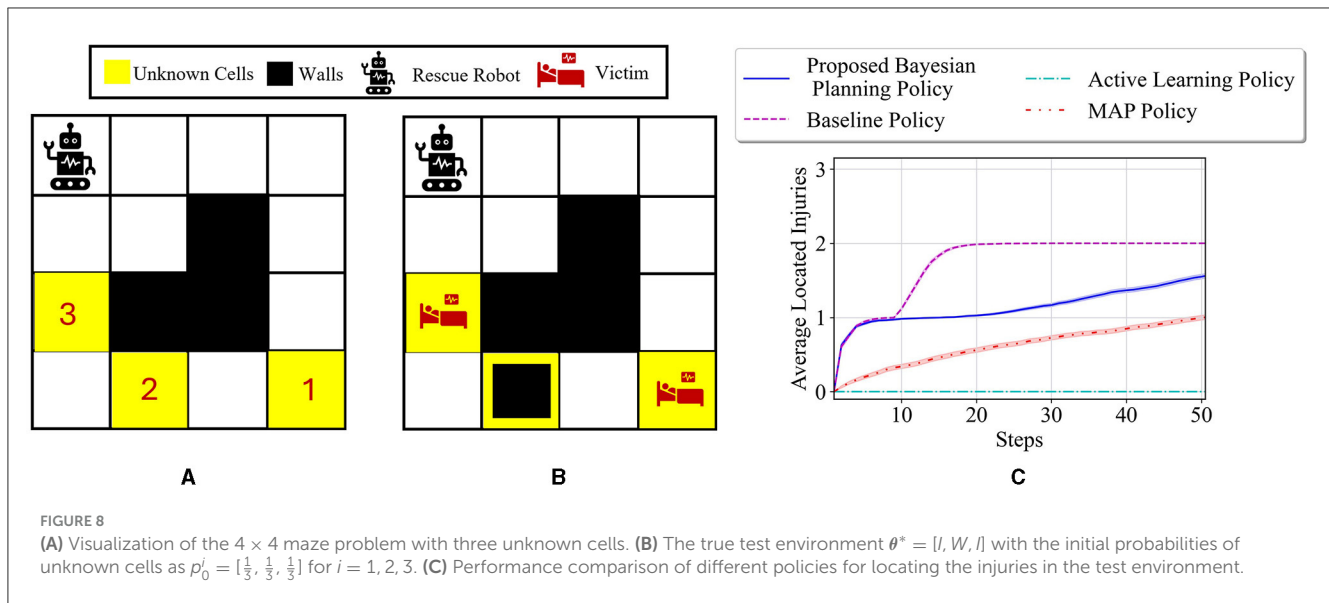 Unknown Cells Walls Rescue Robot Victim
3
2 1
A
B
Proposed Bayesian
Planning Policy
Baseline Policy
Active Learning Policy
MAP Policy
Average Located Injuries
3
2
1
0
10 20 30 40 50
Steps
C
FIGURE 8
(A) Visualization of the 4 × 4 maze problem with three unknown cells. (B) The true test environment θ* = [I, W, I] with the initial probabilities of
unknown cells as p₀ⁱ = [1/3, 1/3, 1/3] for i = 1, 2, 3. (C) Performance comparison of different policies for locating the injuries in the test environment.